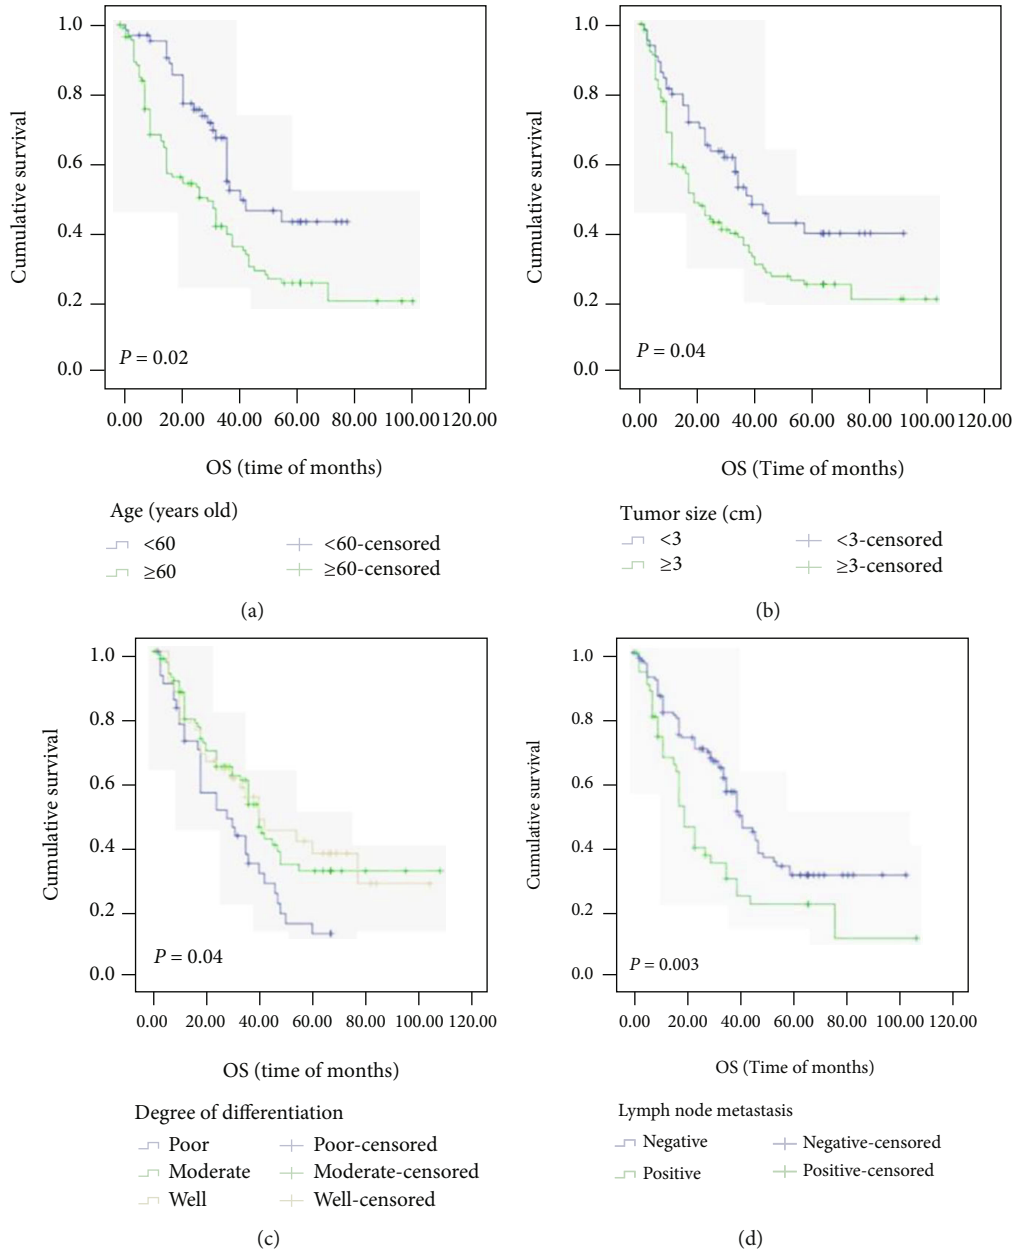 Cumulative survival
1.0
0.8
0.6
0.4
0.2
0.0
P = 0.02
0.00 20.00 40.00 60.00 80.00 100.00 120.00
OS (time of months)
Age (years old)
<60 <60-censored
≥60 ≥60-censored
(a)
Cumulative survival
1.0
0.8
0.6
0.4
0.2
0.0
P = 0.04
0.00 20.00 40.00 60.00 80.00 100.00 120.00
OS (Time of months)
Tumor size (cm)
<3 <3-censored
≥3 ≥3-censored
(b)
Cumulative survival
1.0
0.8
0.6
0.4
0.2
0.0
P = 0.04
0.00 20.00 40.00 60.00 80.00 100.00 120.00
OS (time of months)
Degree of differentiation
Poor Poor-censored
Moderate Moderate-censored
Well Well-censored
(c)
Cumulative survival
1.0
0.8
0.6
0.4
0.2
0.0
P = 0.003
0.00 20.00 40.00 60.00 80.00 100.00 120.00
OS (Time of months)
Lymph node metastasis
Negative Negative-censored
Positive Positive-censored
(d)